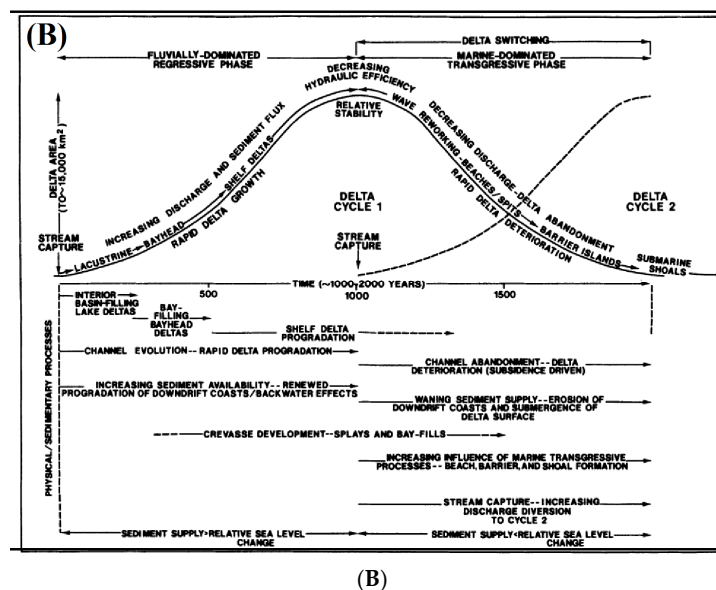 (B)
DELTA SWITCHING
FLUVIALLY-DOMINATED
REGRESSIVE PHASE
MARINE-DOMINATED
TRANSGRESSIVE PHASE
DECREASING
HYDRAULIC EFFICIENCY
RELATIVE
STABILITY
DELTA AREA
(TO~15,000 km²)
INCREASING DISCHARGE AND SEDIMENT FLUX
LACUSTRINE
BAYHEAD
SHELF DELTAS
RAPID DELTA GROWTH
DECREASING DISCHARGE-DELTA ABANDONMENT
WAVE REWORKING-BEACHES/SPITS
BARRIER ISLANDS
RAPID DELTA DETERIORATION
SUBMARINE
SHOALS
STREAM
CAPTURE
DELTA
CYCLE 1
STREAM
CAPTURE
DELTA
CYCLE 2
TIME (~1000-2000 YEARS)
500
1000
1500
PHYSICAL/SEDIMENTARY PROCESSES
INTERIOR
BASIN-FILLING
LAKE DELTAS
BAY-
FILLING
BAYHEAD
DELTAS
SHELF DELTA
PROGRADATION
CHANNEL EVOLUTION--RAPID DELTA PROGRADATION
CHANNEL ABANDONMENT--DELTA
DETERIORATION (SUBSIDENCE DRIVEN)
INCREASING SEDIMENT AVAILABILITY--RENEWED
PROGRADATION OF DOWNDRIFT COASTS/BACKWATER EFFECTS
WANING SEDIMENT SUPPLY--EROSION OF
DOWNDRIFT COASTS AND SUBMERGENCE OF
DELTA SURFACE
CREVASSE DEVELOPMENT--SPLAYS AND BAY-FILLS
INCREASING INFLUENCE OF MARINE TRANSGRESSIVE
PROCESSES--BEACH, BARRIER, AND SHOAL FORMATION
STREAM CAPTURE--INCREASING
DISCHARGE DIVERSION
TO CYCLE 2
SEDIMENT SUPPLY>RELATIVE SEA LEVEL
CHANGE
SEDIMENT SUPPLY<RELATIVE SEA LEVEL
CHANGE
(B)